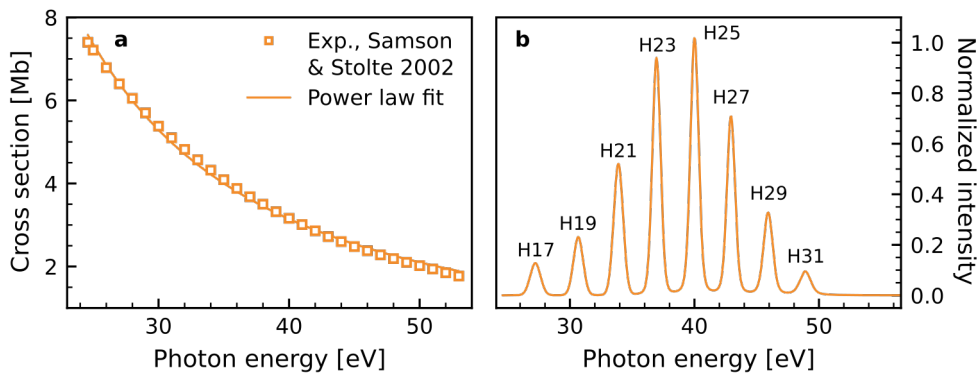 8
6
4
2
Cross section [Mb]
a
Exp., Samson
& Stolte 2002
Power law fit
30
40
50
Photon energy [eV]
b
H17
H19
H21
H23
H25
H27
H29
H31
30
40
50
Photon energy [eV]
1.0
0.8
0.6
0.4
0.2
0.0
Normalized intensity